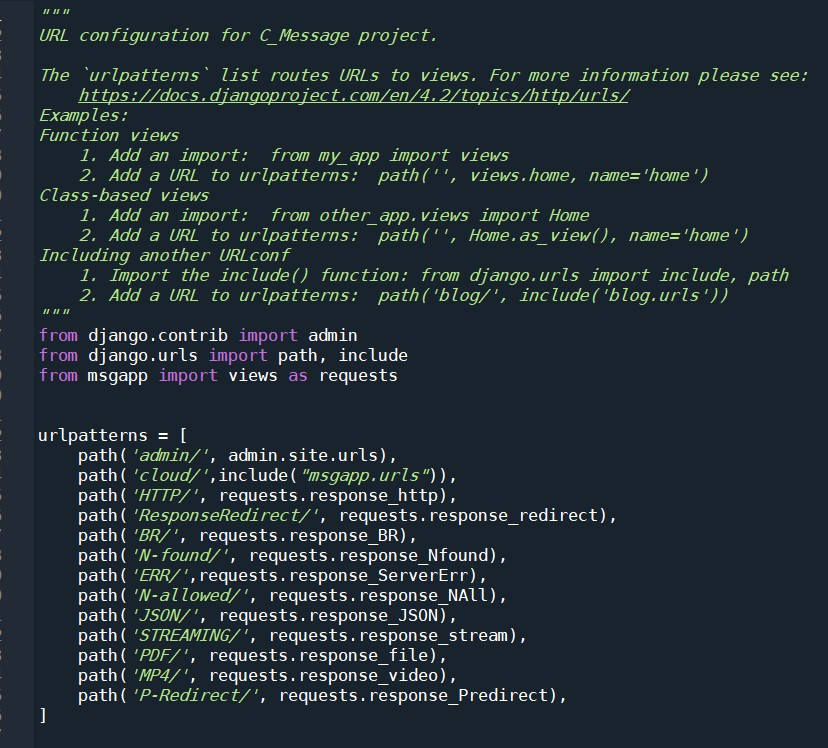 """
URL configuration for C_Message project.
The `urlpatterns` list routes URLs to views. For more information please see:
    https://docs.djangoproject.com/en/4.2/topics/http/urls/
Examples:
Function views
    1. Add an import:  from my_app import views
    2. Add a URL to urlpatterns:  path('', views.home, name='home')
Class-based views
    1. Add an import:  from other_app.views import Home
    2. Add a URL to urlpatterns:  path('', Home.as_view(), name='home')
Including another URLconf
    1. Import the include() function: from django.urls import include, path
    2. Add a URL to urlpatterns:  path('blog/', include('blog.urls'))
"""
from django.contrib import admin
from django.urls import path, include
from msgapp import views as requests
urlpatterns = [
    path('admin/', admin.site.urls),
    path('cloud/',include("msgapp.urls")),
    path('HTTP/', requests.response_http),
    path('ResponseRedirect/', requests.response_redirect),
    path('BR/', requests.response_BR),
    path('N-found/', requests.response_Nfound),
    path('ERR/',requests.response_ServerErr),
    path('N-allowed/', requests.response_NAll),
    path('JSON/', requests.response_JSON),
    path('STREAMING/', requests.response_stream),
    path('PDF/', requests.response_file),
    path('MP4/', requests.response_video),
    path('P-Redirect/', requests.response_Predirect),
]